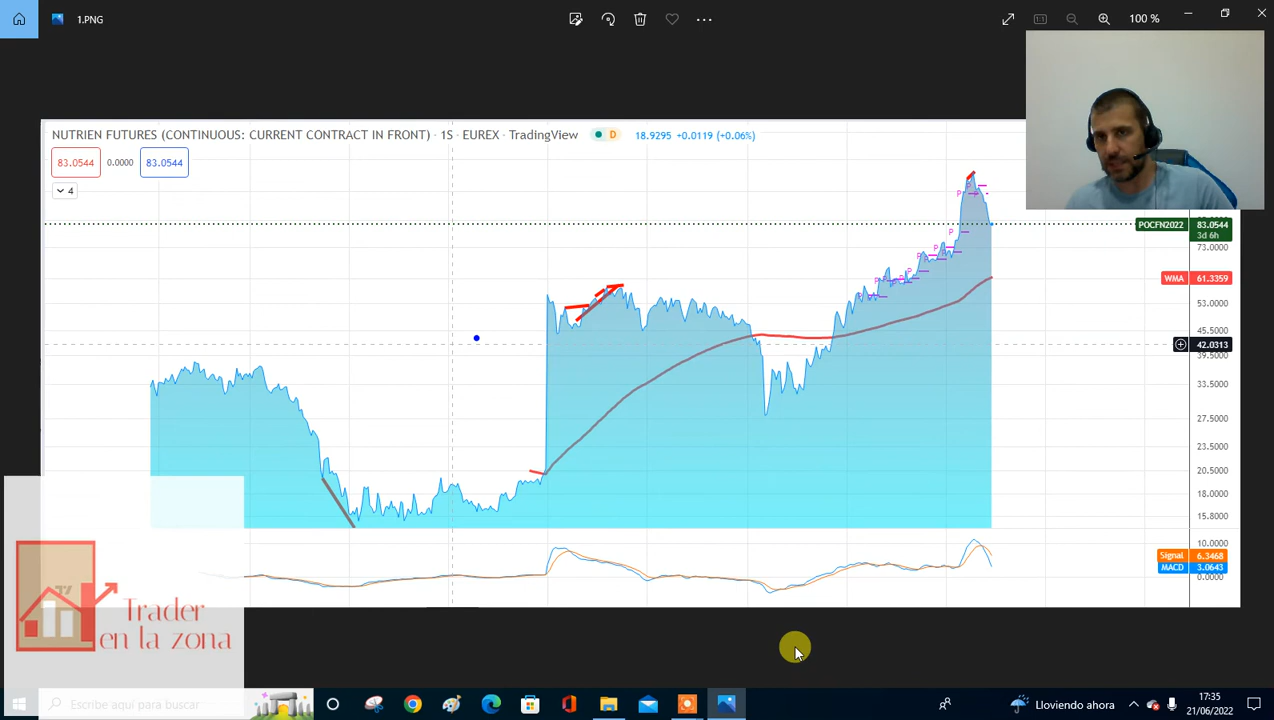 1.PNG
100 %
NUTRIEN FUTURES (CONTINUOUS: CURRENT CONTRACT IN FRONT) · 1S · EUREX · TradingView
D
18.9295 +0.0119 (+0.06%)
83.0544 0.0000 83.0544
4
P
P
P
P
P
P
P
P
POCFN2022 83.0544
3d 6h
73.0000
WMA 61.3359
53.0000
45.5000
42.0313
39.5000
33.5000
27.5000
23.5000
20.5000
18.0000
15.8000
10.0000
Signal 6.3468
MACD 3.0643
0.0000
Trader
en la zona
Escribe aquí para buscar
Lloviendo ahora
17:35
21/06/2022